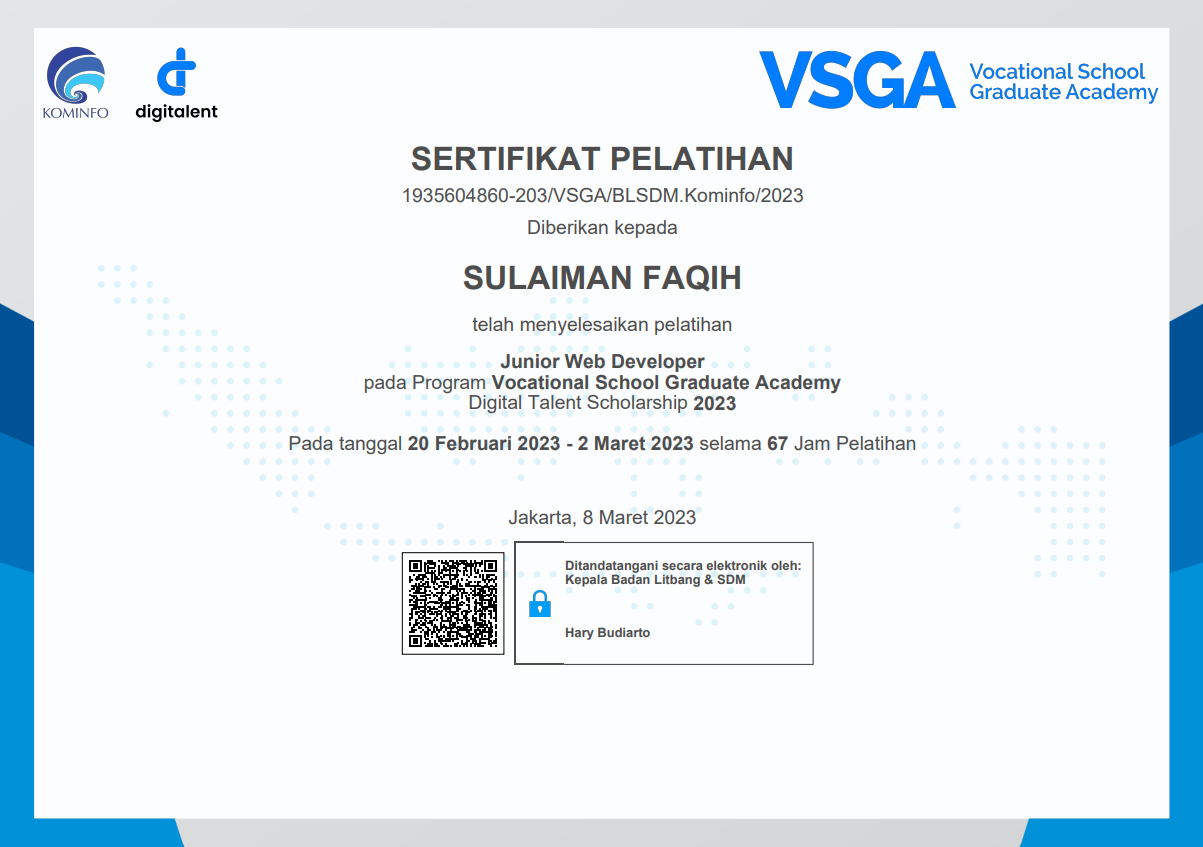 KOMINFO
digitalent
VSGA
Vocational School
Graduate Academy
SERTIFIKAT PELATIHAN
1935604860-203/VSGA/BLSDM.Kominfo/2023
Diberikan kepada
SULAIMAN FAQIH
telah menyelesaikan pelatihan
Junior Web Developer
pada Program Vocational School Graduate Academy
Digital Talent Scholarship 2023
Pada tanggal 20 Februari 2023 - 2 Maret 2023 selama 67 Jam Pelatihan
Jakarta, 8 Maret 2023
Ditandatangani secara elektronik oleh:
Kepala Badan Litbang & SDM
Hary Budiarto